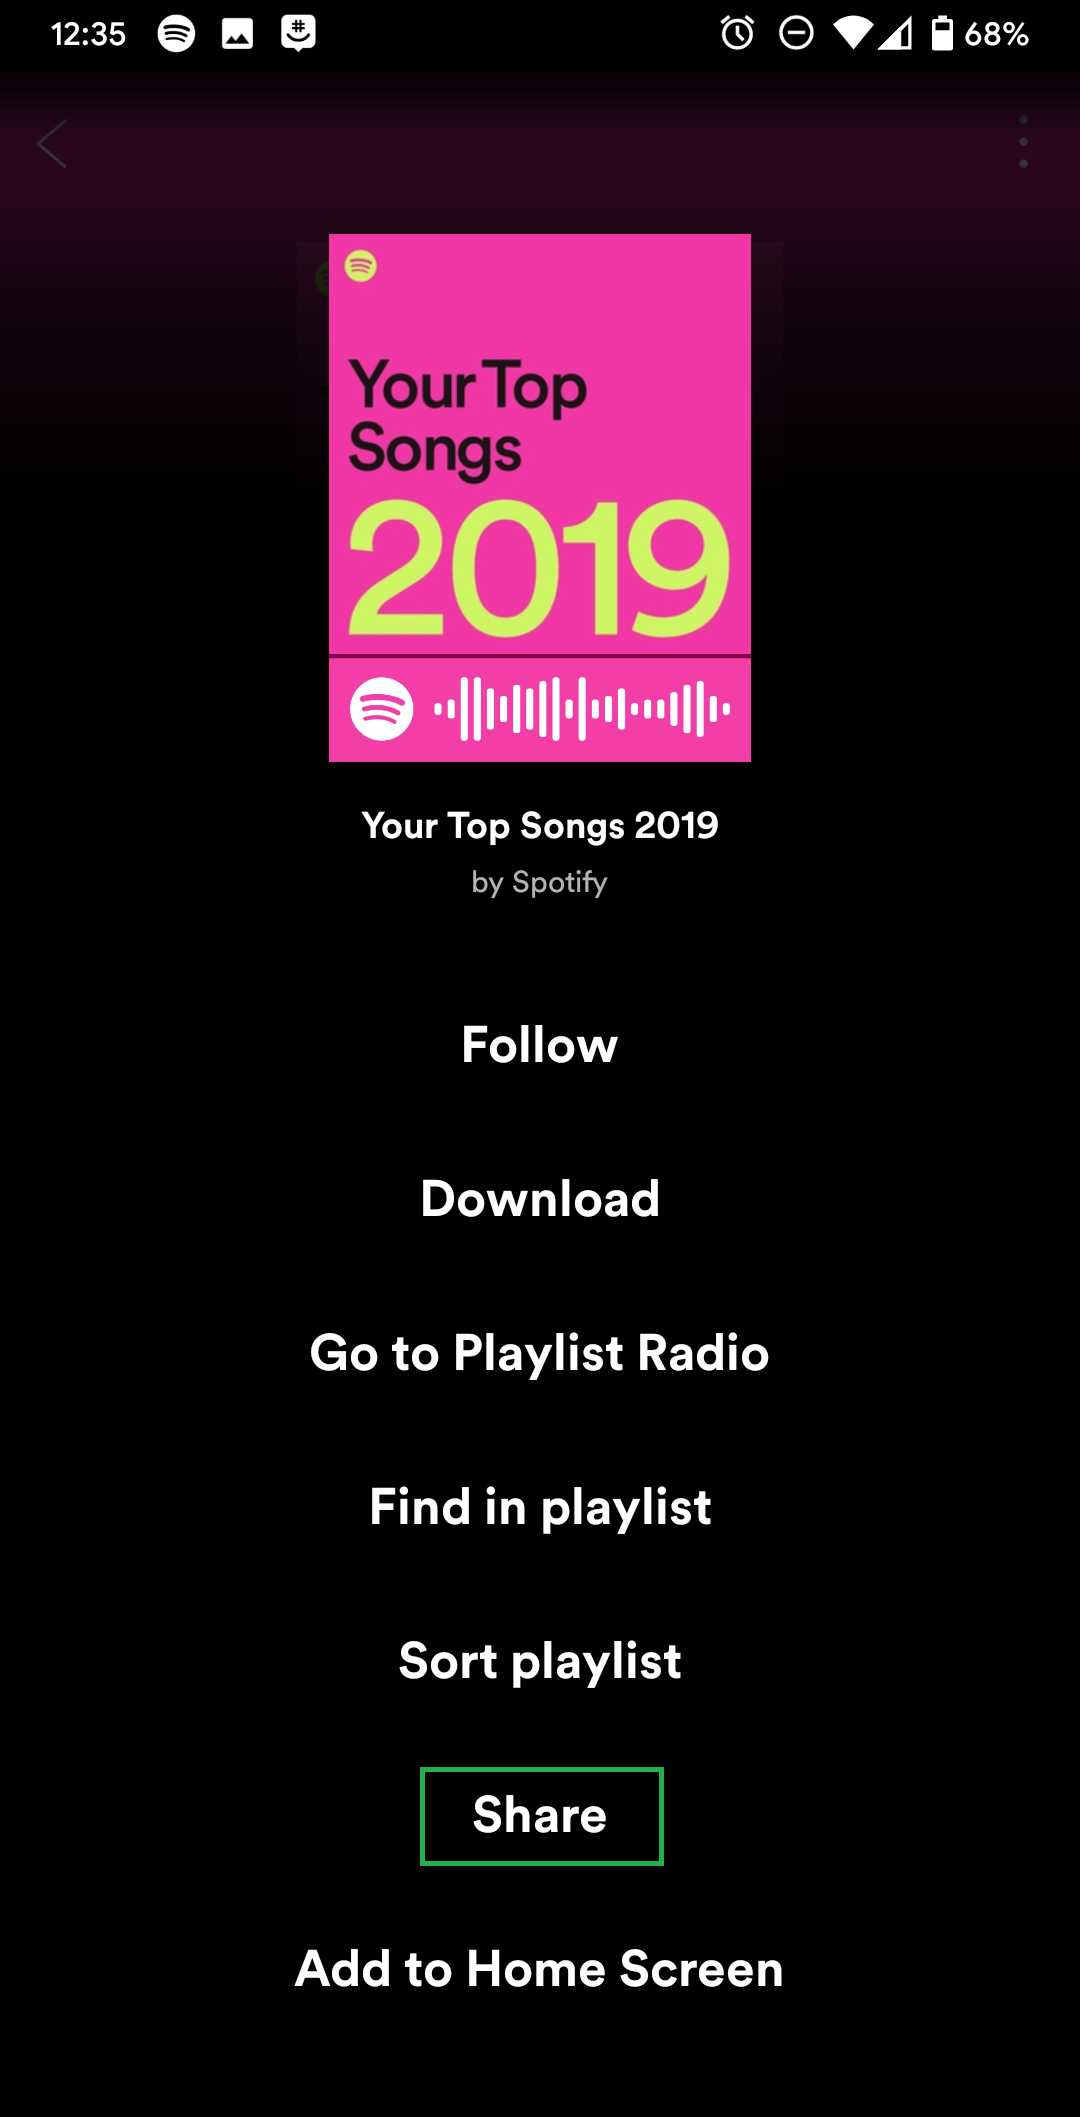 12:35 68%
Your Top
Songs
2019
Your Top Songs 2019
by Spotify
Follow
Download
Go to Playlist Radio
Find in playlist
Sort playlist
Share
Add to Home Screen